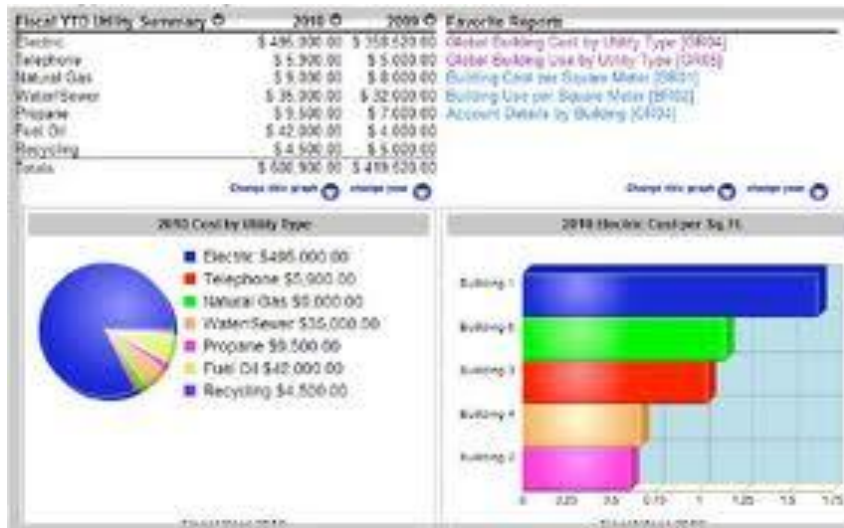 Fiscal YTD Utility Summary 2010 2009
Electric $ 495,000.00 $ 358,520.00
Telephone $ 5,900.00 $ 5,000.00
Natural Gas $ 9,000.00 $ 8,000.00
Water/Sewer $ 35,000.00 $ 32,000.00
Propane $ 9,500.00 $ 7,000.00
Fuel Oil $ 42,000.00 $ 4,000.00
Recycling $ 4,500.00 $ 5,000.00
Totals $ 600,900.00 $ 419,520.00
Change this graph change year
Favorite Reports
Global Building Cost by Utility Type [GR04]
Global Building Use by Utility Type [GR05]
Building Cost per Square Meter
Building Use per Square Meter
Account Details by Building
Change this graph change year
2010 Cost by Utility Type
Electric $495,000.00
Telephone $5,900.00
Natural Gas $9,000.00
Water/Sewer $35,000.00
Propane $9,500.00
Fuel Oil $42,000.00
Recycling $4,500.00
2010 Electric Cost per Sq. Ft.
Building 1
Building 5
Building 3
Building 4
Building 2
0 0.25 0.5 0.75 1 1.25 1.5 1.75